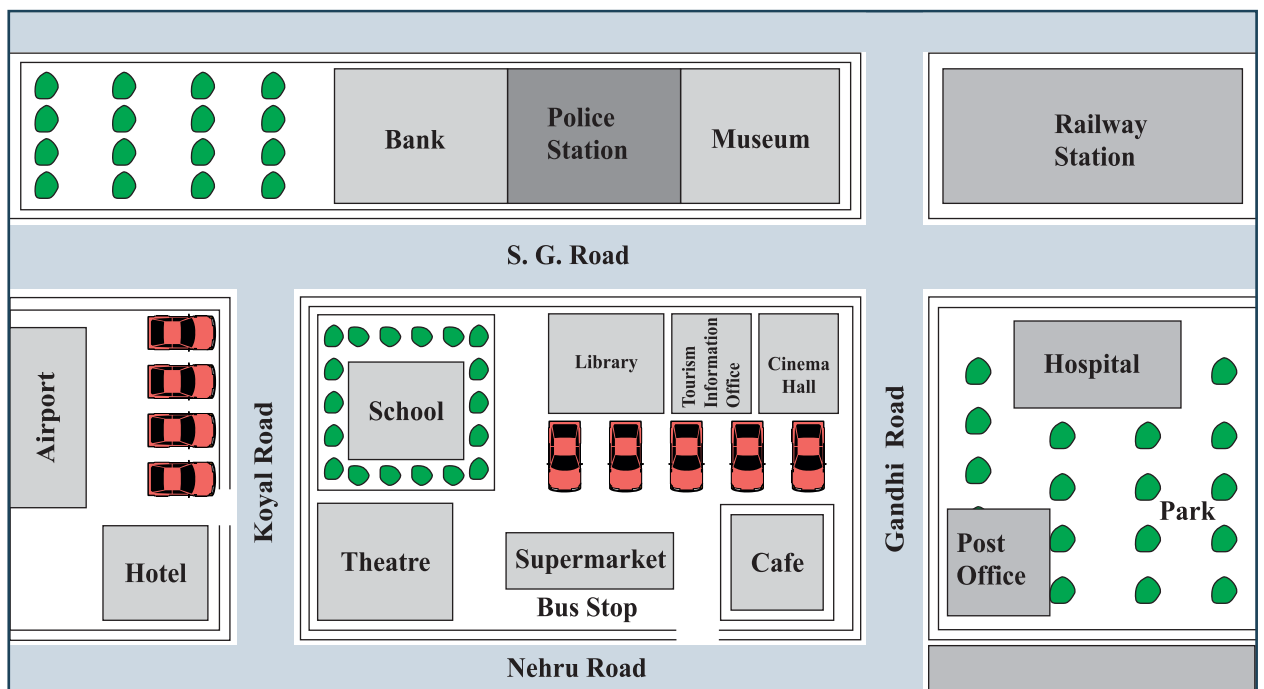 Bank
Police
Station
Museum
Railway
Station
S. G. Road
Airport
Hotel
Koyal Road
School
Theatre
Library
Tourism
Information
Office
Cinema
Hall
Supermarket
Bus Stop
Cafe
Gandhi Road
Hospital
Park
Post
Office
Nehru Road